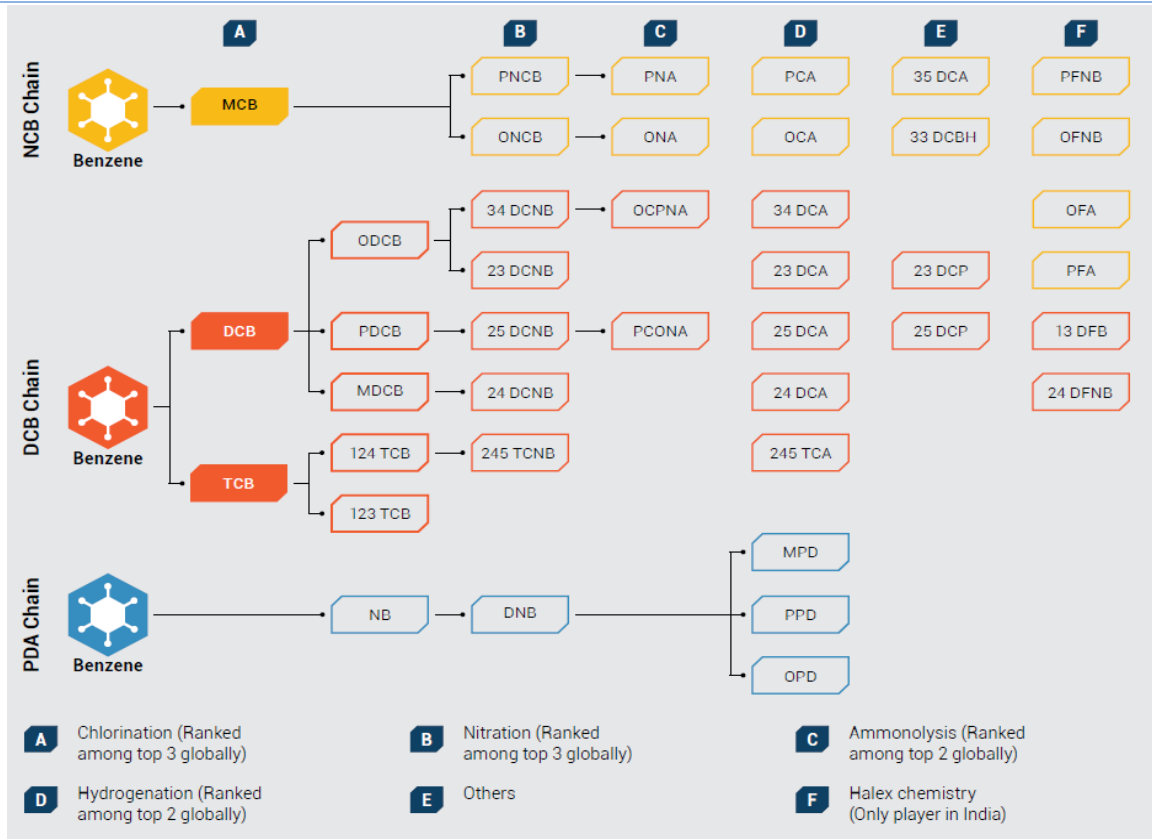 A B C D E F
NCB Chain
PNCB PNA PCA 35 DCA PFNB
MCB
ONCB ONA OCA 33 DCBH OFNB
Benzene
34 DCNB OCPNA 34 DCA OFA
ODCB
23 DCNB 23 DCA 23 DCP PFA
DCB Chain
DCB PDCB 25 DCNB PCONA 25 DCA 25 DCP 13 DFB
MDCB 24 DCNB 24 DCA 24 DFNB
Benzene
124 TCB 245 TCNB 245 TCA
TCB
123 TCB
PDA Chain
MPD
NB DNB PPD
Benzene
OPD
A Chlorination (Ranked
among top 3 globally)
B Nitration (Ranked
among top 3 globally)
C Ammonolysis (Ranked
among top 2 globally)
D Hydrogenation (Ranked
among top 2 globally)
E Others
F Halex chemistry
(Only player in India)